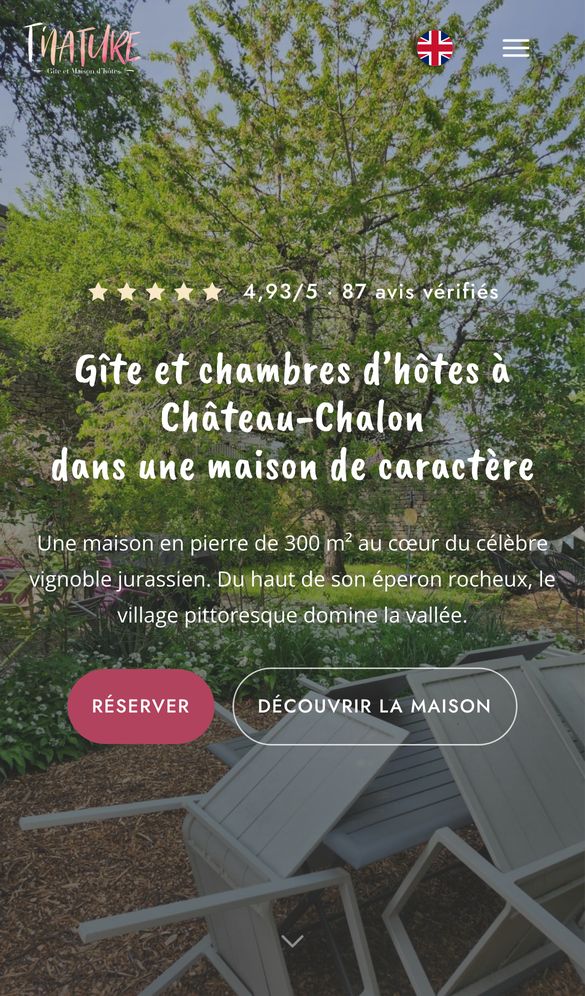 T'NATURE
Gîte et Maison d'hôtes
4,93/5 · 87 avis vérifiés
Gîte et chambres d’hôtes à
Château-Chalon
dans une maison de caractère
Une maison en pierre de 300 m² au cœur du célèbre
vignoble jurassien. Du haut de son éperon rocheux, le
village pittoresque domine la vallée.
RÉSERVER
DÉCOUVRIR LA MAISON